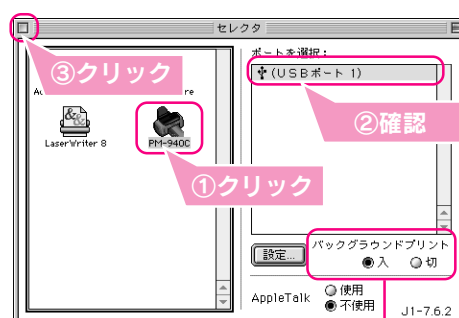 セレクタ
ポートを選択：
③クリック
(USBポート 1)
②確認
LaserWriter 8
PM-940C
①クリック
バックグラウンドプリント
設定...
入 切
AppleTalk
使用
不使用
J1-7.6.2